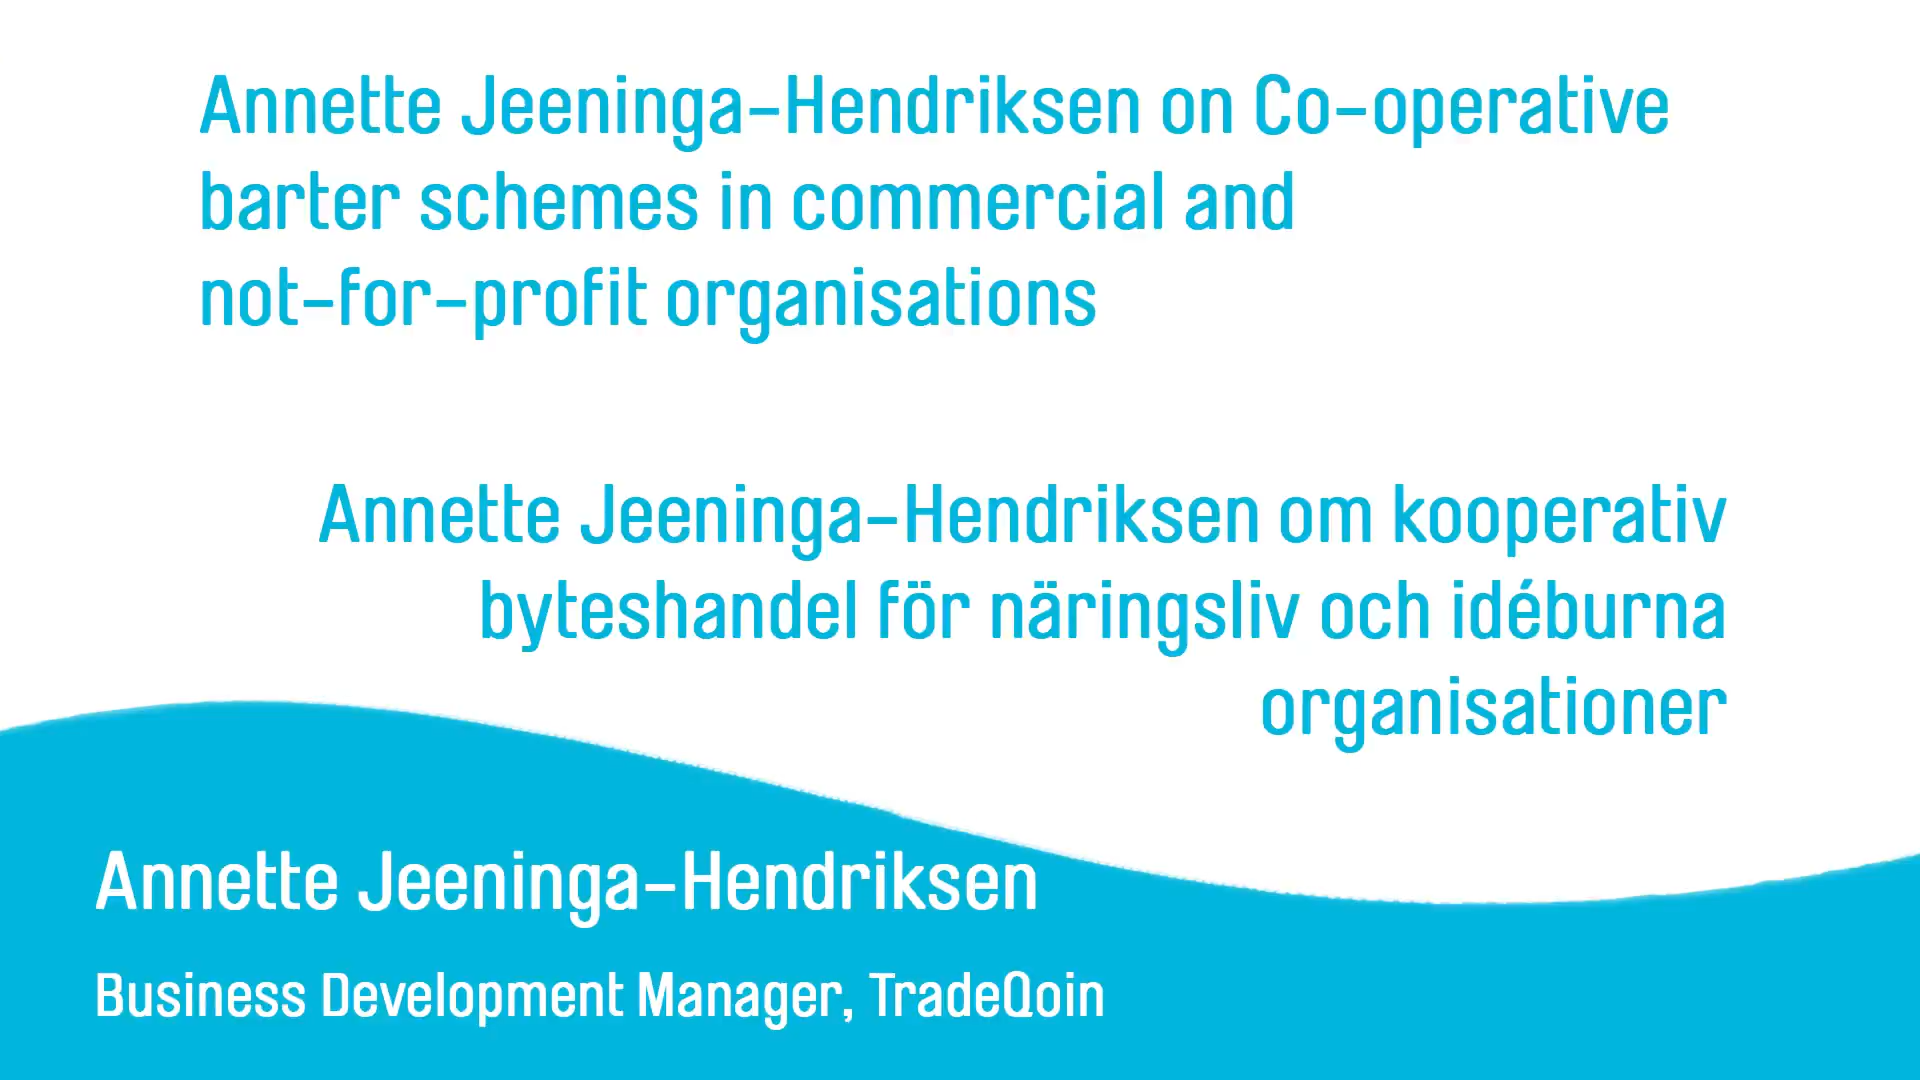 Annette Jeeninga-Hendriksen on Co-operative
barter schemes in commercial and
not-for-profit organisations
Annette Jeeninga-Hendriksen om kooperativ
byteshandel för näringsliv och idéburna
organisationer
Annette Jeeninga-Hendriksen
Business Development Manager, TradeQoin